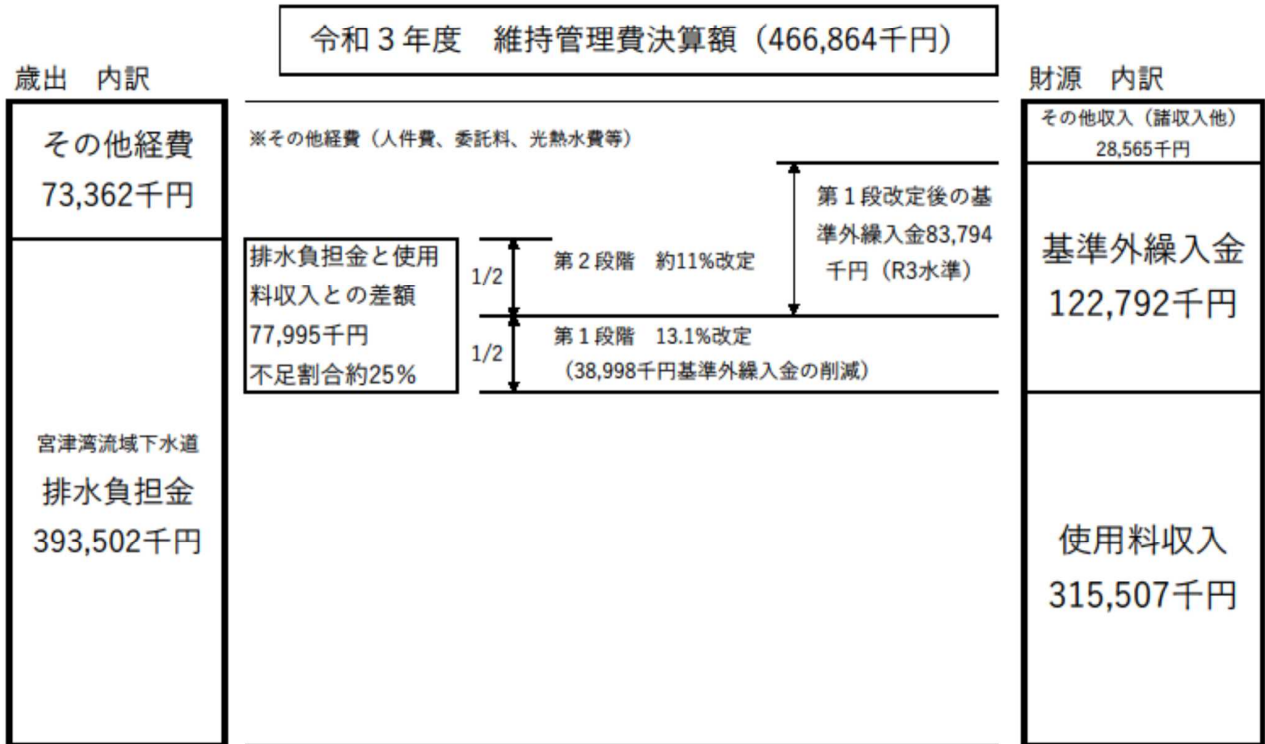 令和３年度　維持管理費決算額（466,864千円）
歳出　内訳
その他経費
73,362千円
宮津湾流域下水道
排水負担金
393,502千円
※その他経費（人件費、委託料、光熱水費等）
排水負担金と使用
料収入との差額
77,995千円
不足割合約25%
1/2
第２段階　約11%改定
1/2
第１段階　13.1%改定
（38,998千円基準外繰入金の削減）
第１段改定後の基
準外繰入金83,794
千円（R3水準）
財源　内訳
その他収入（諸収入他）
28,565千円
基準外繰入金
122,792千円
使用料収入
315,507千円